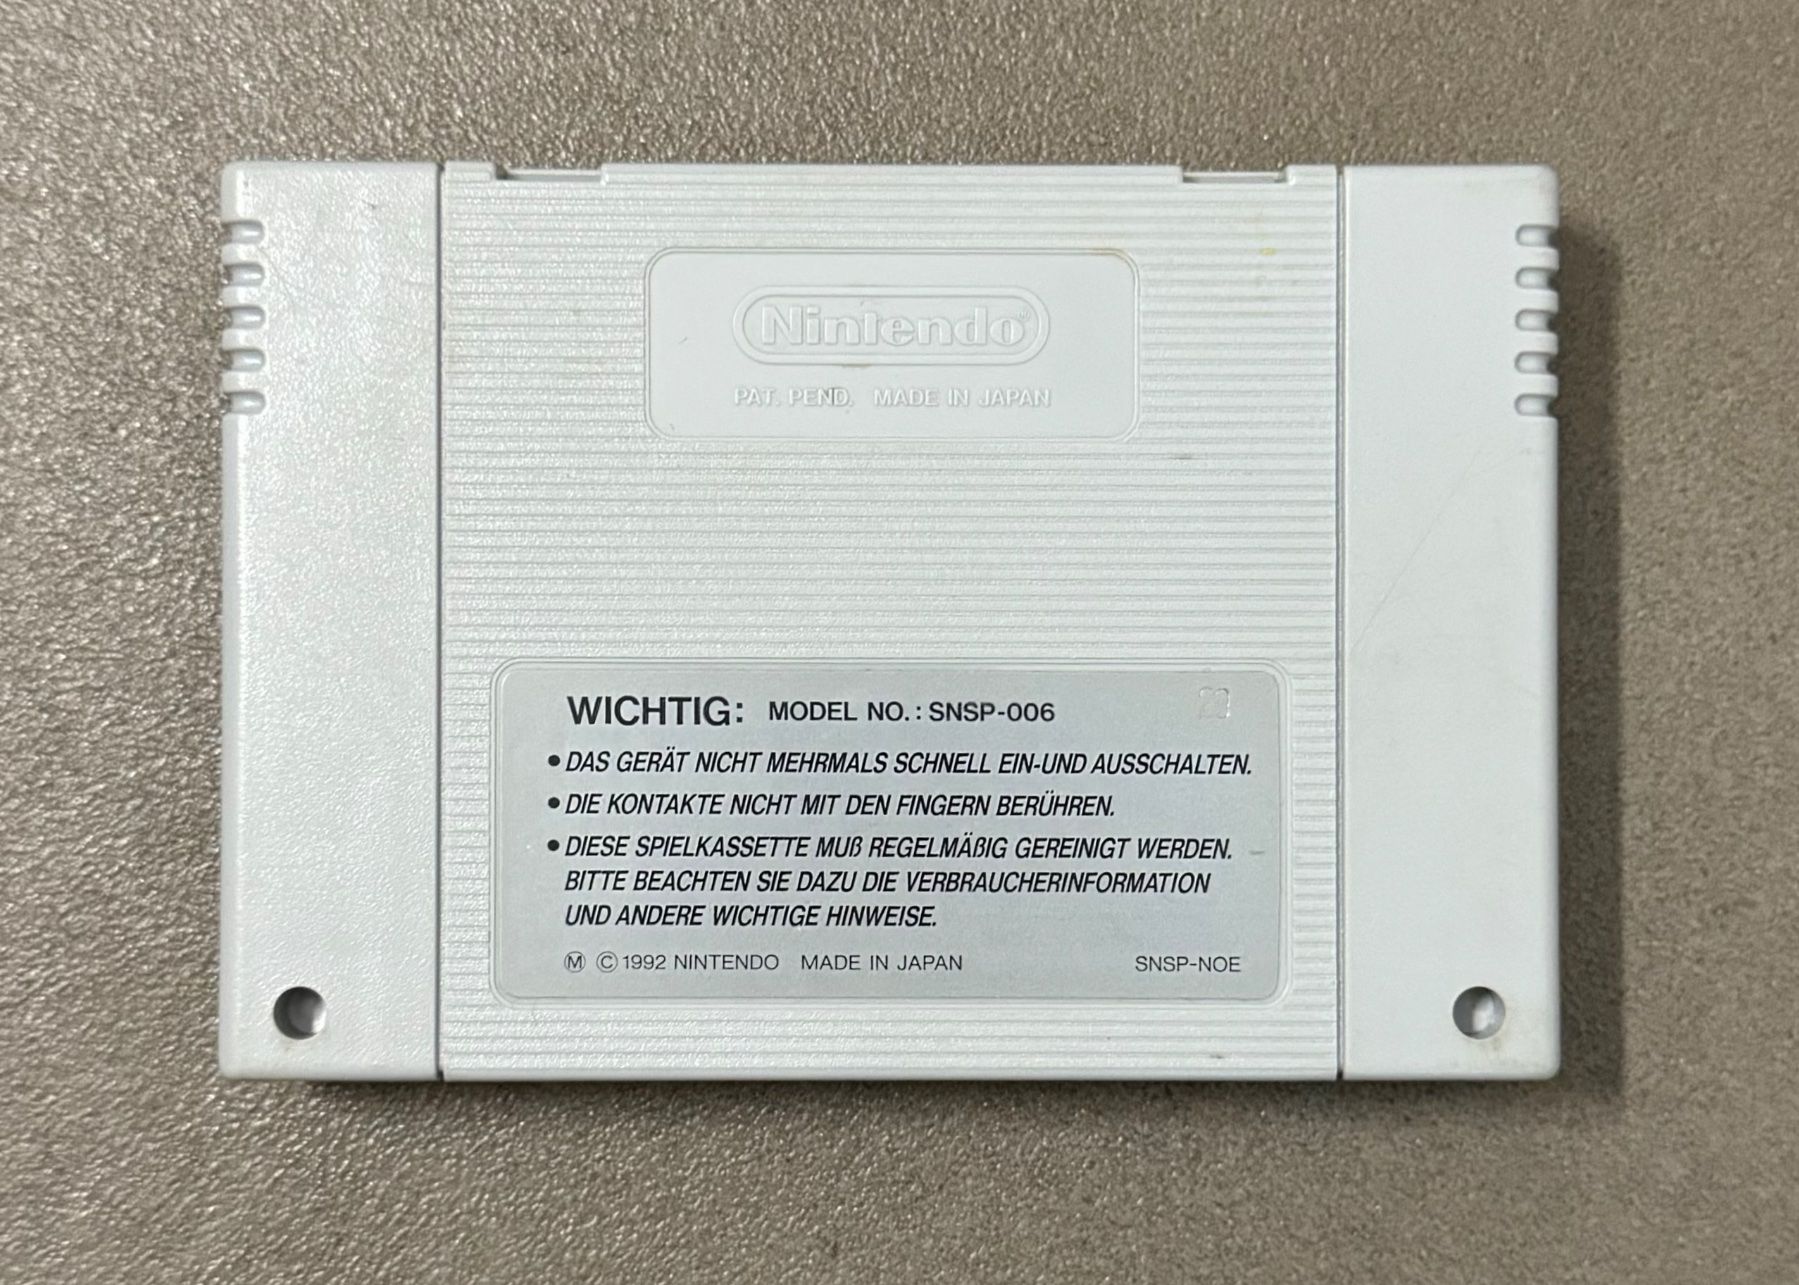 Nintendo
PAT. PEND. MADE IN JAPAN
WICHTIG: MODEL NO.: SNSP-006
• DAS GERÄT NICHT MEHRMALS SCHNELL EIN-UND AUSSCHALTEN.
• DIE KONTAKTE NICHT MIT DEN FINGERN BERÜHREN.
• DIESE SPIELKASSETTE MUß REGELMÄßIG GEREINIGT WERDEN.
BITTE BEACHTEN SIE DAZU DIE VERBRAUCHERINFORMATION
UND ANDERE WICHTIGE HINWEISE.
Ⓜ © 1992 NINTENDO MADE IN JAPAN SNSP-NOE